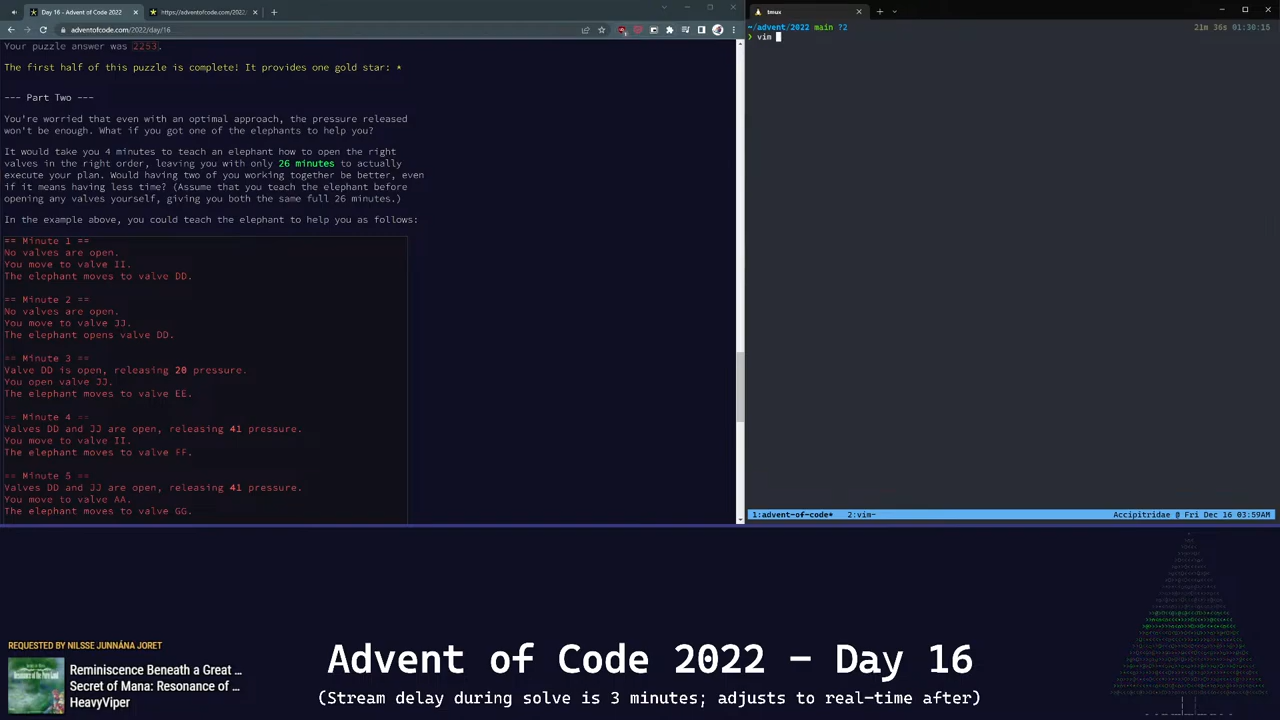 Day 16 - Advent of Code 2022
https://adventofcode.com/2022
adventofcode.com/2022/day/16
Your puzzle answer was 2253.
The first half of this puzzle is complete! It provides one gold star: *
--- Part Two ---
You're worried that even with an optimal approach, the pressure released
won't be enough. What if you got one of the elephants to help you?
It would take you 4 minutes to teach an elephant how to open the right
valves in the right order, leaving you with only 26 minutes to actually
execute your plan. Would having two of you working together be better, even
if it means having less time? (Assume that you teach the elephant before
opening any valves yourself, giving you both the same full 26 minutes.)
In the example above, you could teach the elephant to help you as follows:
== Minute 1 ==
No valves are open.
You move to valve II.
The elephant moves to valve DD.
== Minute 2 ==
No valves are open.
You move to valve JJ.
The elephant opens valve DD.
== Minute 3 ==
Valve DD is open, releasing 20 pressure.
You open valve JJ.
The elephant moves to valve EE.
== Minute 4 ==
Valves DD and JJ are open, releasing 41 pressure.
You move to valve II.
The elephant moves to valve FF.
== Minute 5 ==
Valves DD and JJ are open, releasing 41 pressure.
You move to valve AA.
The elephant moves to valve GG.
tmux
~/advent/2022 main ?2
21m 36s 01:30:15
❯ vim
1:advent-of-code* 2:vim-
Accipitridae @ Fri Dec 16 03:59AM
REQUESTED BY NILSSE JUNNÁNA JORET
Reminiscence Beneath a Great ...
Secret of Mana: Resonance of ...
HeavyViper
Advent of Code 2022 — Day 16
(Stream delay during solve is 3 minutes; adjusts to real-time after)